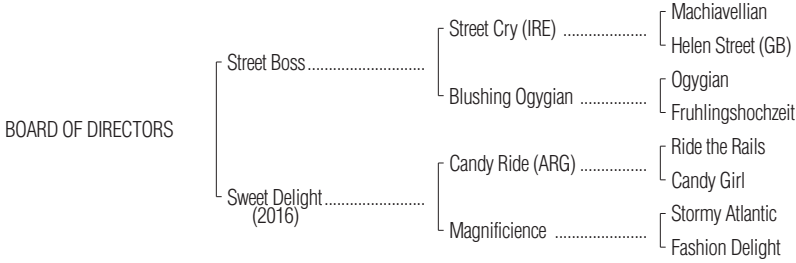 Machiavellian
Street Cry (IRE) .....................
Helen Street (GB)
Street Boss.............................
Ogygian
Blushing Ogygian .................
Fruhlingshochzeit
BOARD OF DIRECTORS
Ride the Rails
Candy Ride (ARG) .................
Candy Girl
Sweet Delight.........................
(2016)
Stormy Atlantic
Magnificience .......................
Fashion Delight